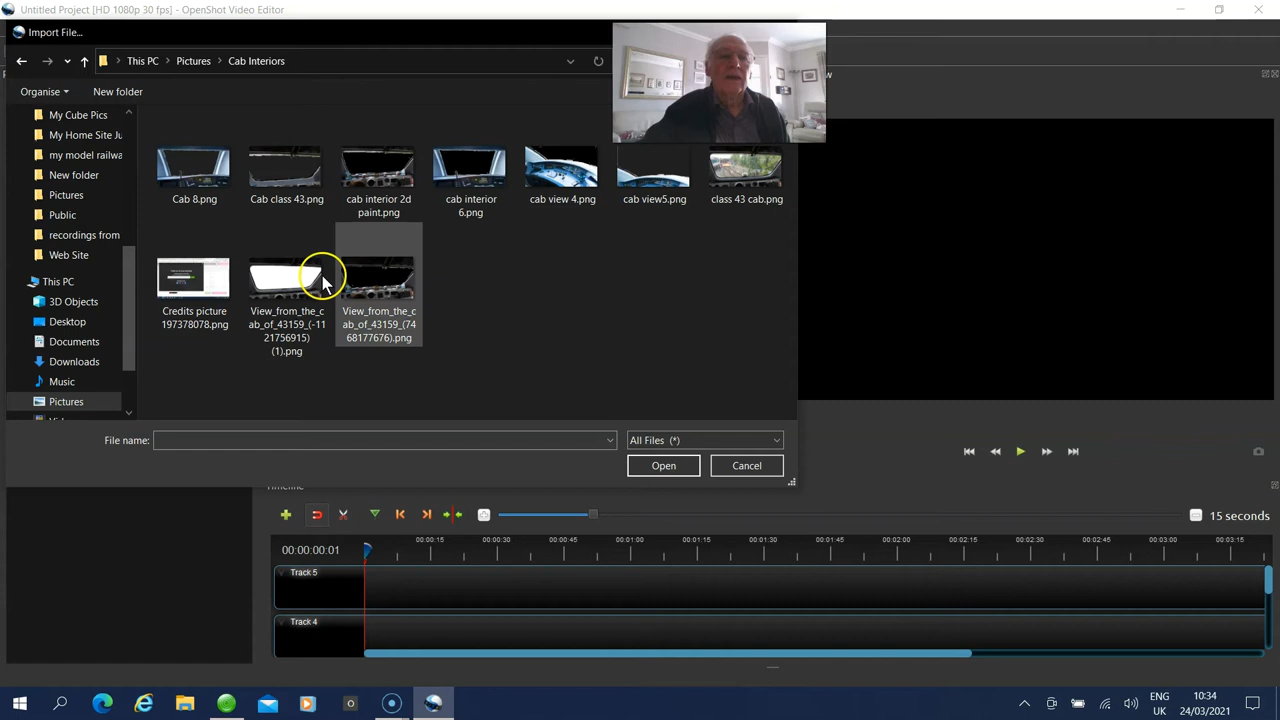 Untitled Project [HD 1080p 30 fps] - OpenShot Video Editor
Import File...
This PC
Pictures
Cab Interiors
Organise
New folder
My Cube Pics
My Home Site Ju
my model railwa
New folder
Pictures
Public
recordings from
Web Site
This PC
3D Objects
Desktop
Documents
Downloads
Music
Pictures
Cab 8.png
Cab class 43.png
cab interior 2d
paint.png
cab interior
6.png
cab view 4.png
cab view5.png
class 43 cab.png
Credits picture
197378078.png
View_from_the_c
ab_of_43159_(-11
21756915)
(1).png
View_from_the_c
ab_of_43159_(74
68177676).png
File name:
All Files (*)
Open
Cancel
Timeline
15 seconds
00:00:00:01
00:00:15
00:00:30
00:00:45
00:01:00
00:01:15
00:01:30
00:01:45
00:02:00
00:02:15
00:02:30
00:02:45
00:03:00
00:03:15
Track 5
Track 4
ENG
UK
10:34
24/03/2021